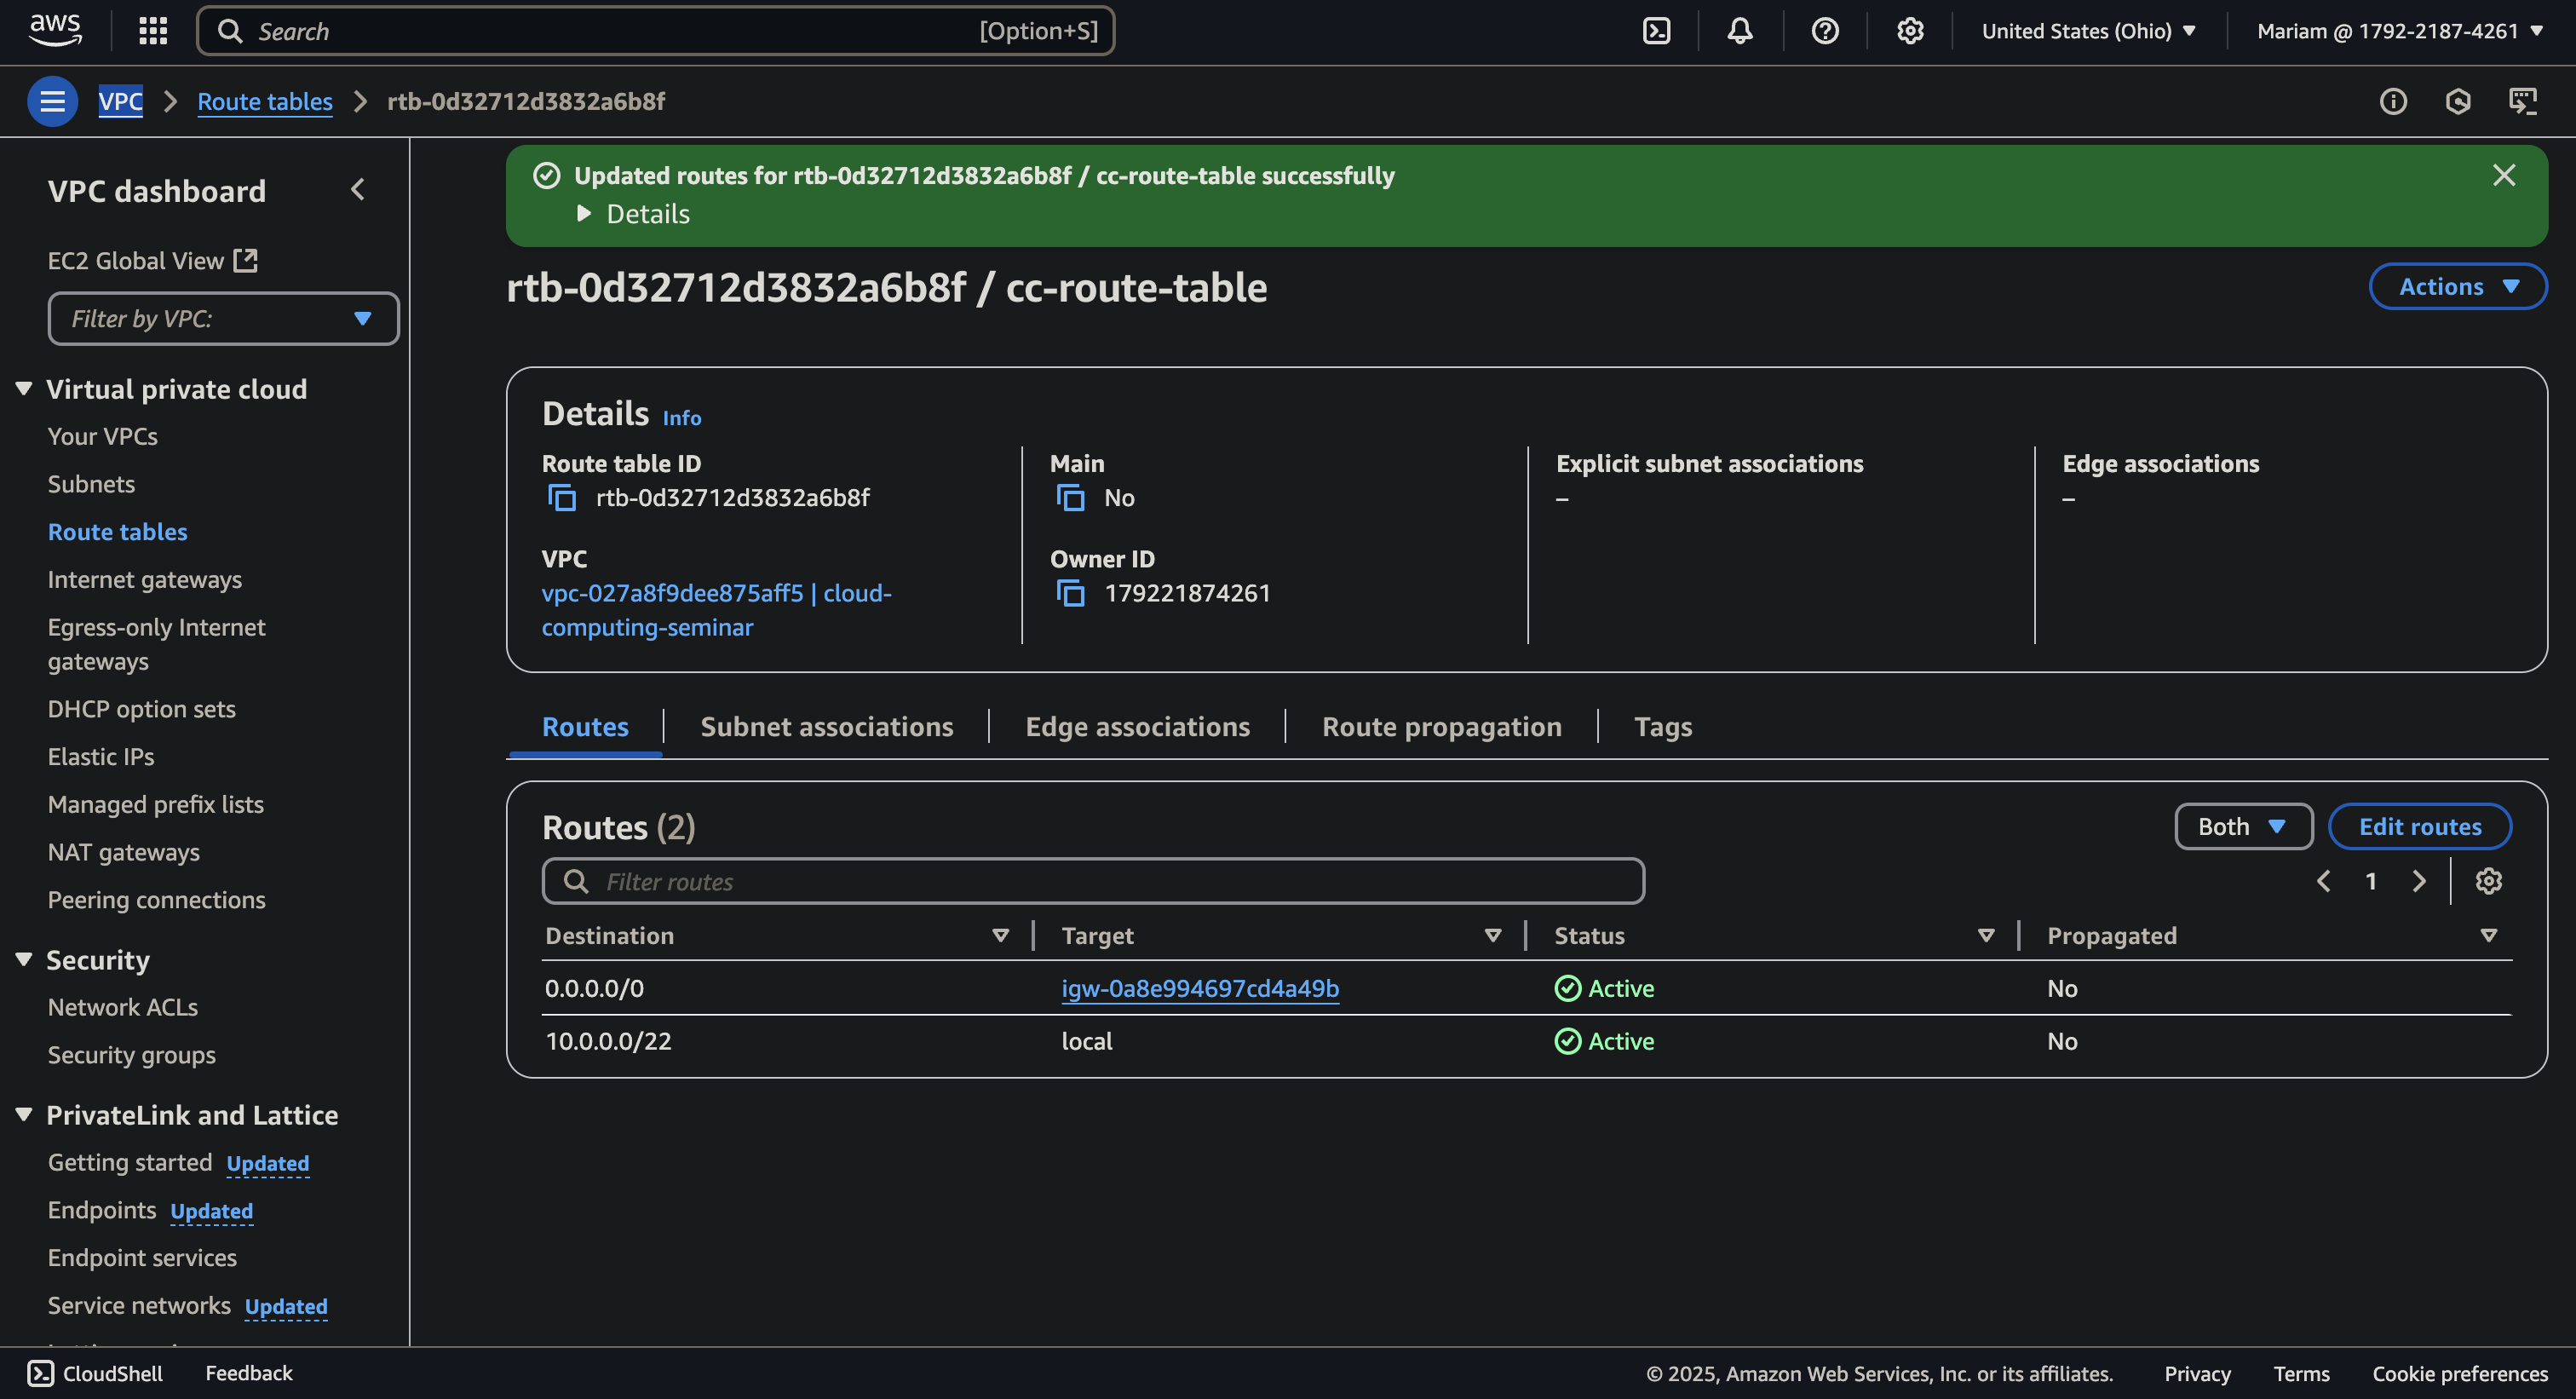 aws
Search
[Option+S]
United States (Ohio)
Mariam @ 1792-2187-4261
VPC
Route tables
rtb-0d32712d3832a6b8f
VPC dashboard
EC2 Global View
Filter by VPC:
Virtual private cloud
Your VPCs
Subnets
Route tables
Internet gateways
Egress-only Internet
gateways
DHCP option sets
Elastic IPs
Managed prefix lists
NAT gateways
Peering connections
Security
Network ACLs
Security groups
PrivateLink and Lattice
Getting started Updated
Endpoints Updated
Endpoint services
Service networks Updated
Updated routes for rtb-0d32712d3832a6b8f / cc-route-table successfully
Details
rtb-0d32712d3832a6b8f / cc-route-table
Actions
Details Info
Route table ID
rtb-0d32712d3832a6b8f
Main
No
Explicit subnet associations
–
Edge associations
–
VPC
vpc-027a8f9dee875aff5 | cloud-
computing-seminar
Owner ID
179221874261
Routes
Subnet associations
Edge associations
Route propagation
Tags
Routes (2)
Both
Edit routes
Filter routes
1
Destination Target Status Propagated
0.0.0.0/0 igw-0a8e994697cd4a49b Active No
10.0.0.0/22 local Active No
CloudShell
Feedback
© 2025, Amazon Web Services, Inc. or its affiliates.
Privacy
Terms
Cookie preferences